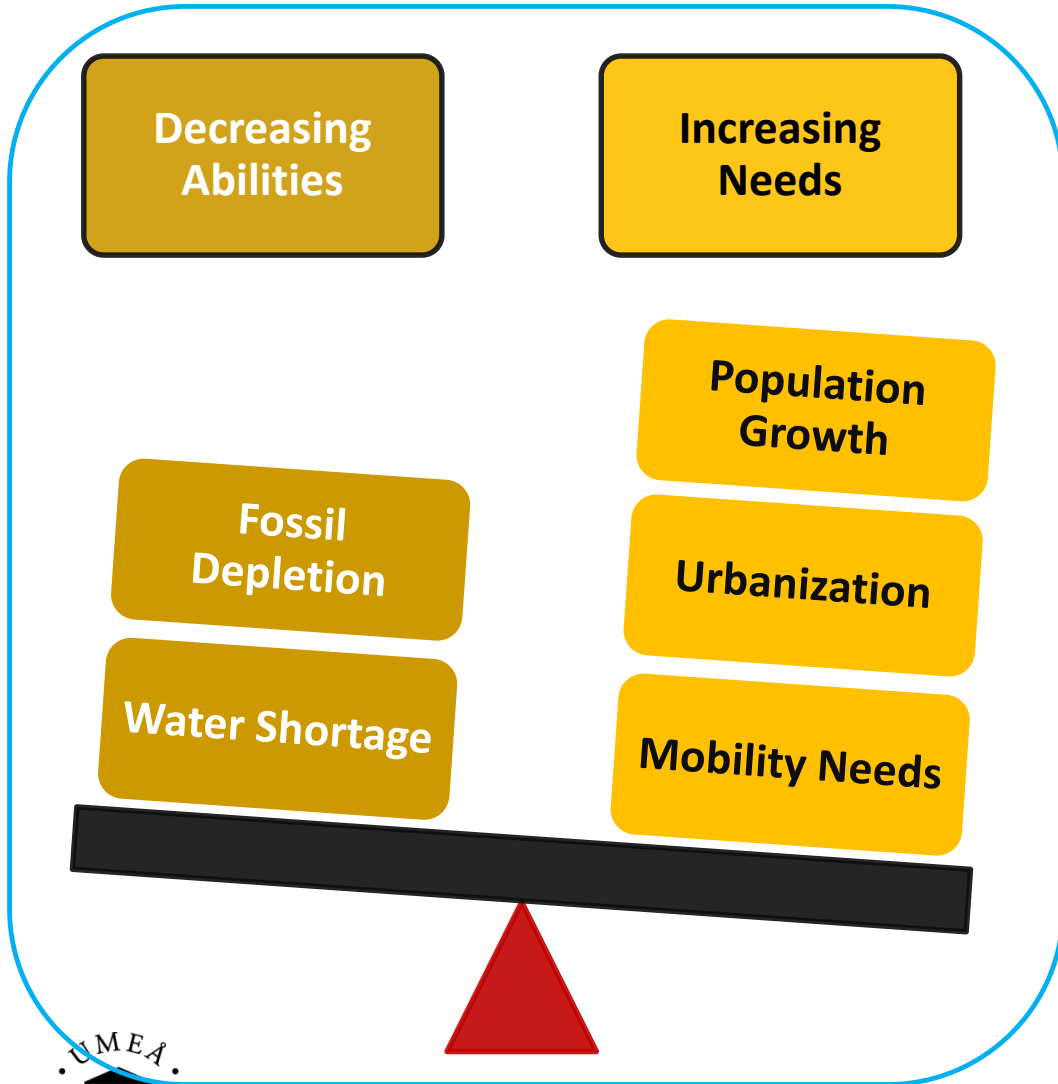 Decreasing
Abilities
Increasing
Needs
Population
Growth
Fossil
Depletion
Urbanization
Water Shortage
Mobility Needs
· UMEÅ ·